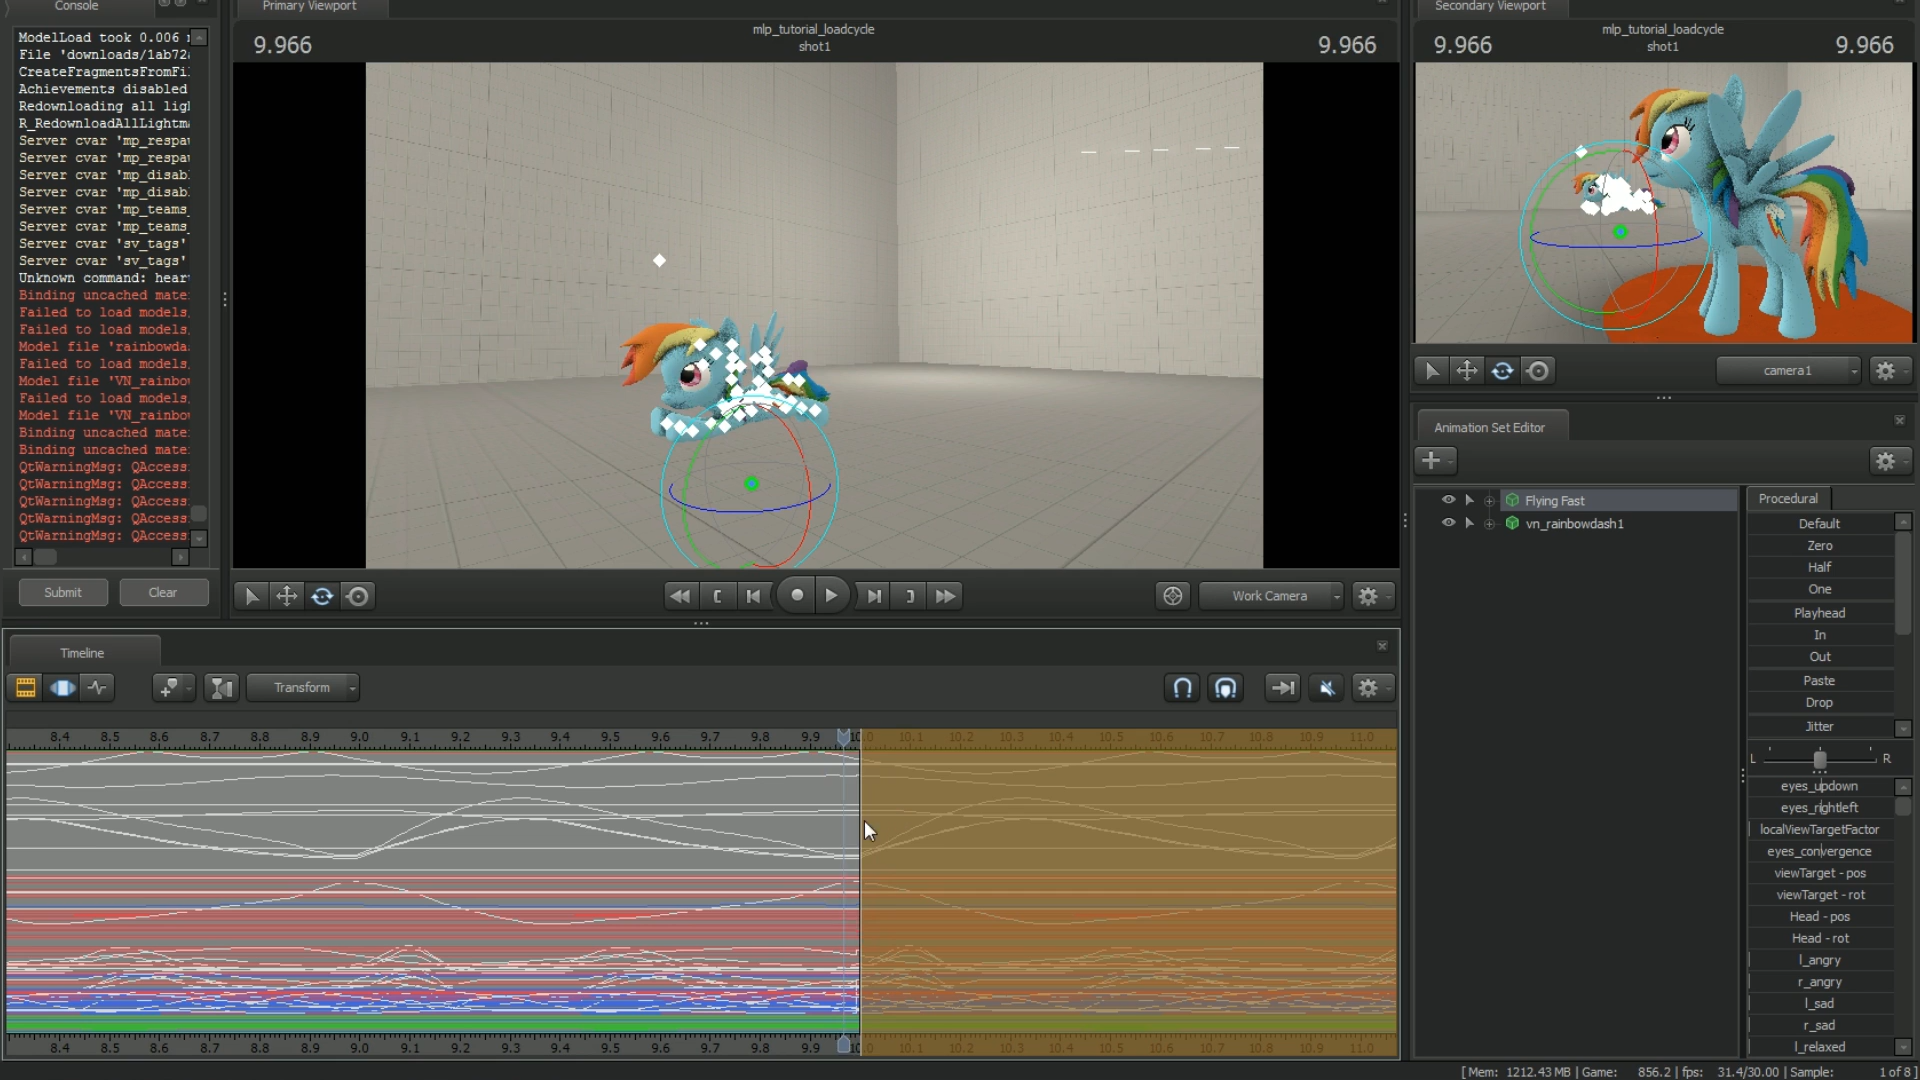 Console
ModelLoad took 0.006
File 'downloads/1ab72
CreateFragmentsFromFi
Achievements disabled
Redownloading all lig
R_RedownloadAllLightm
Server cvar 'mp_respa
Server cvar 'mp_respa
Server cvar 'mp_disab
Server cvar 'mp_disab
Server cvar 'mp_teams_
Server cvar 'mp_teams_
Server cvar 'sv_tags'
Server cvar 'sv_tags'
Unknown command: hear
Binding uncached mate
Failed to load models
Failed to load models
Model file 'rainbowda
Failed to load models
Model file 'VN_rainbo
Failed to load models
Model file 'VN_rainbo
Binding uncached mate
Binding uncached mate
QtWarningMsg: QAccess
QtWarningMsg: QAccess
QtWarningMsg: QAccess
QtWarningMsg: QAccess
QtWarningMsg: QAccess
Submit
Clear
Primary Viewport
9.966
mlp_tutorial_loadcycle
shot1
9.966
Work Camera
Secondary Viewport
9.966
mlp_tutorial_loadcycle
shot1
9.966
camera1
Animation Set Editor
Flying Fast
vn_rainbowdash1
Procedural
Default
Zero
Half
One
Playhead
In
Out
Paste
Drop
Jitter
L R
eyes_updown
eyes_rightleft
localViewTargetFactor
eyes_convergence
viewTarget - pos
viewTarget - rot
Head - pos
Head - rot
l_angry
r_angry
l_sad
r_sad
l_relaxed
Timeline
Transform
8.4 8.5 8.6 8.7 8.8 8.9 9.0 9.1 9.2 9.3 9.4 9.5 9.6 9.7 9.8 9.9 10.0 10.1 10.2 10.3 10.4 10.5 10.6 10.7 10.8 10.9 11.0
8.4 8.5 8.6 8.7 8.8 8.9 9.0 9.1 9.2 9.3 9.4 9.5 9.6 9.7 9.8 9.9 10.0 10.1 10.2 10.3 10.4 10.5 10.6 10.7 10.8 10.9 11.0
[ Mem: 1212.43 MB | Game: 856.2 | fps: 31.4/30.00 | Sample: 1 of 8 ]